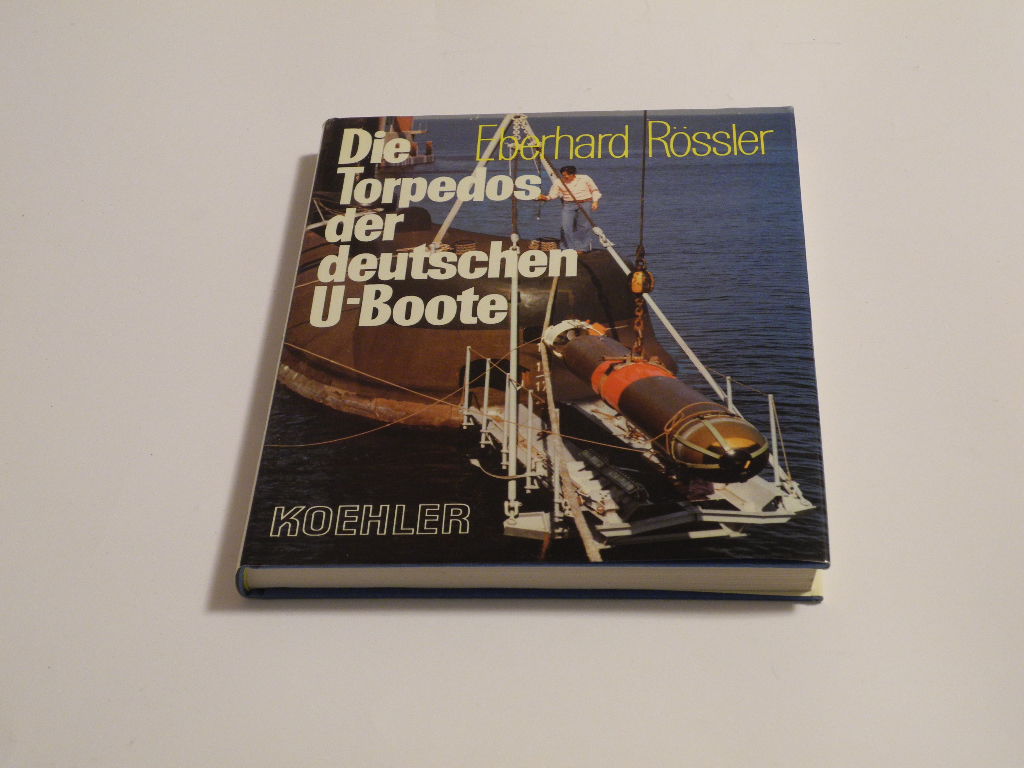 Eberhard Rössler
Die
Torpedos
der
deutschen
U-Boote
KOEHLER